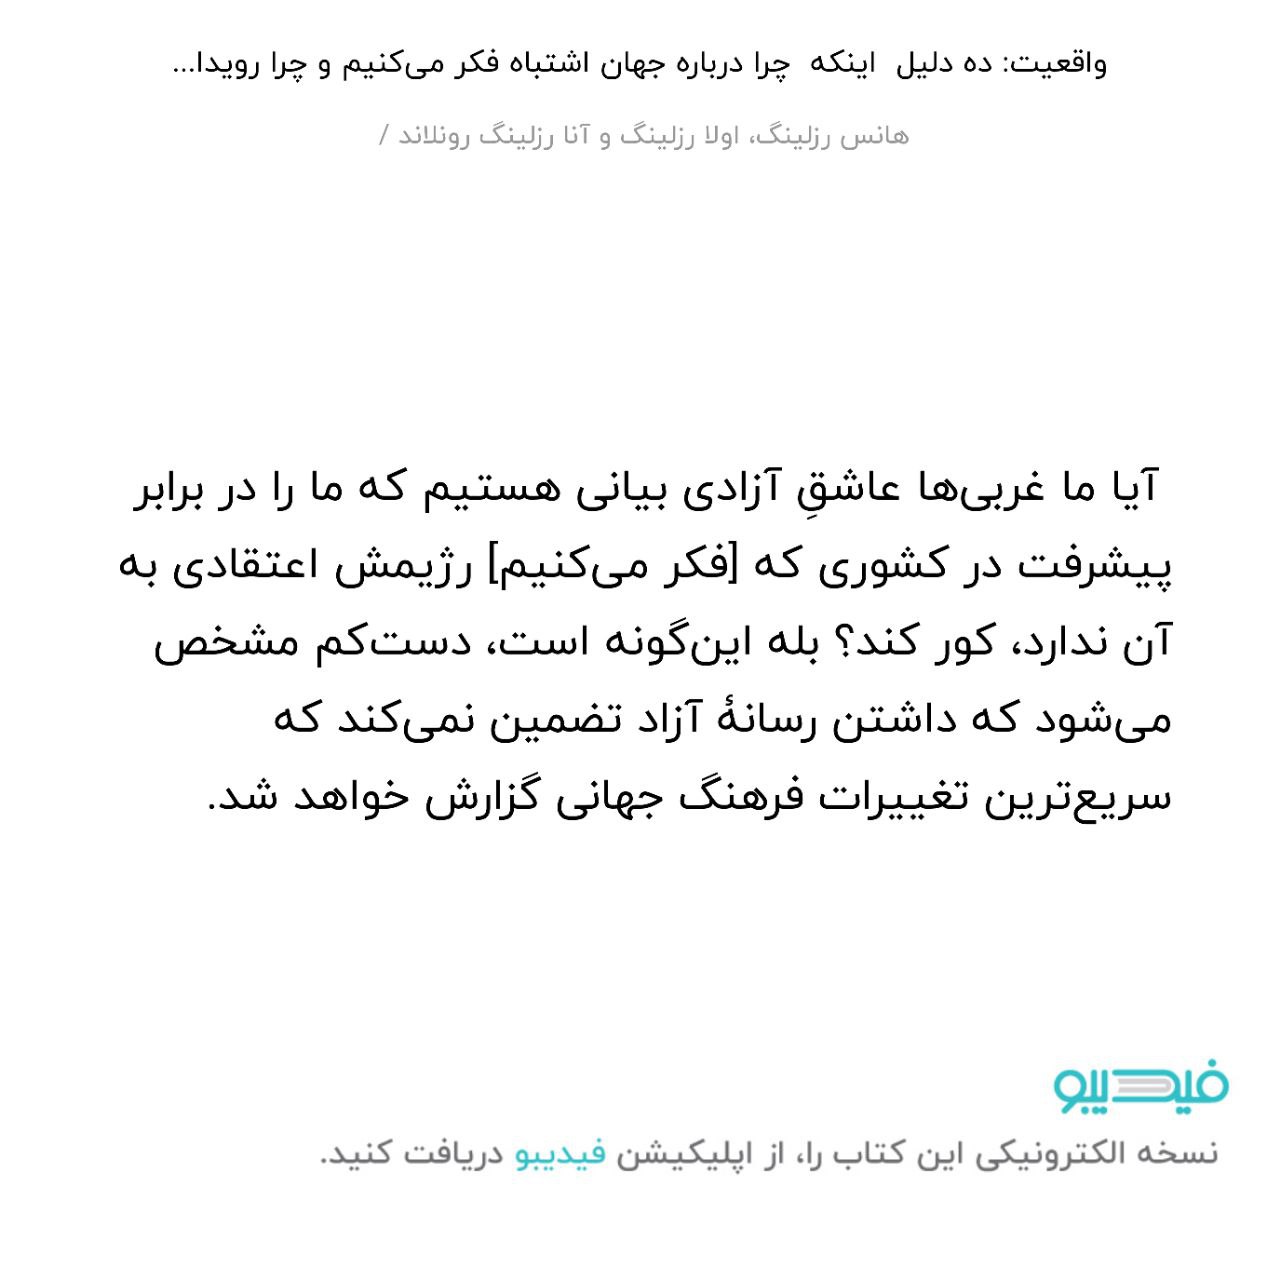 واقعیت: ده دلیل اینکه چرا درباره جهان اشتباه فکر می‌کنیم و چرا رویدا...
هانس رزلینگ، اولا رزلینگ و آنا رزلینگ رونلاند /
آیا ما غربی‌ها عاشقِ آزادی بیانی هستیم که ما را در برابر
پیشرفت در کشوری که [فکر می‌کنیم] رژیمش اعتقادی به
آن ندارد، کور کند؟ بله این‌گونه است، دست‌کم مشخص
می‌شود که داشتن رسانهٔ آزاد تضمین نمی‌کند که
سریع‌ترین تغییرات فرهنگ جهانی گزارش خواهد شد.
فیدیبو
نسخه الکترونیکی این کتاب را، از اپلیکیشن فیدیبو دریافت کنید.